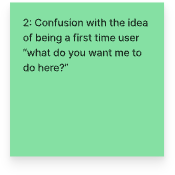 2: Confusion with the idea
of being a first time user
“what do you want me to
do here?”